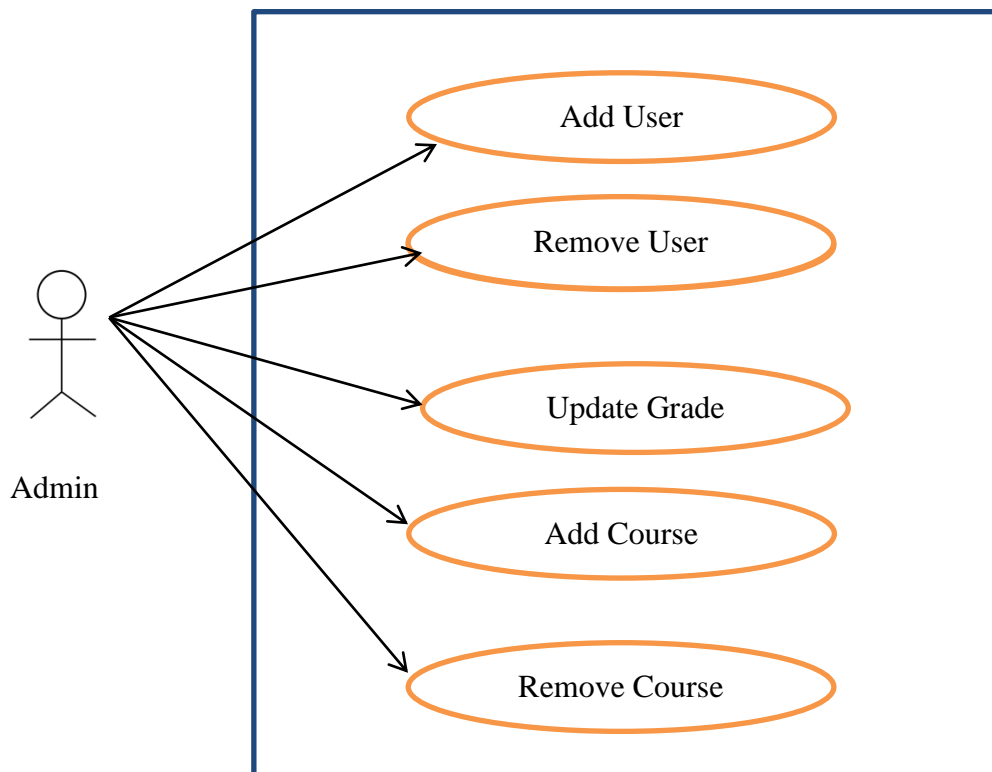 Add User
Remove User
Update Grade
Admin
Add Course
Remove Course